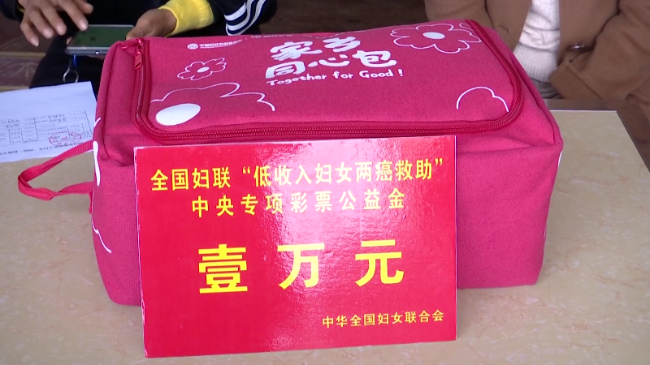 家乡
同心包
Together for Good!
全国妇联“低收入妇女两癌救助”
中央专项彩票公益金
壹万元
中华全国妇女联合会